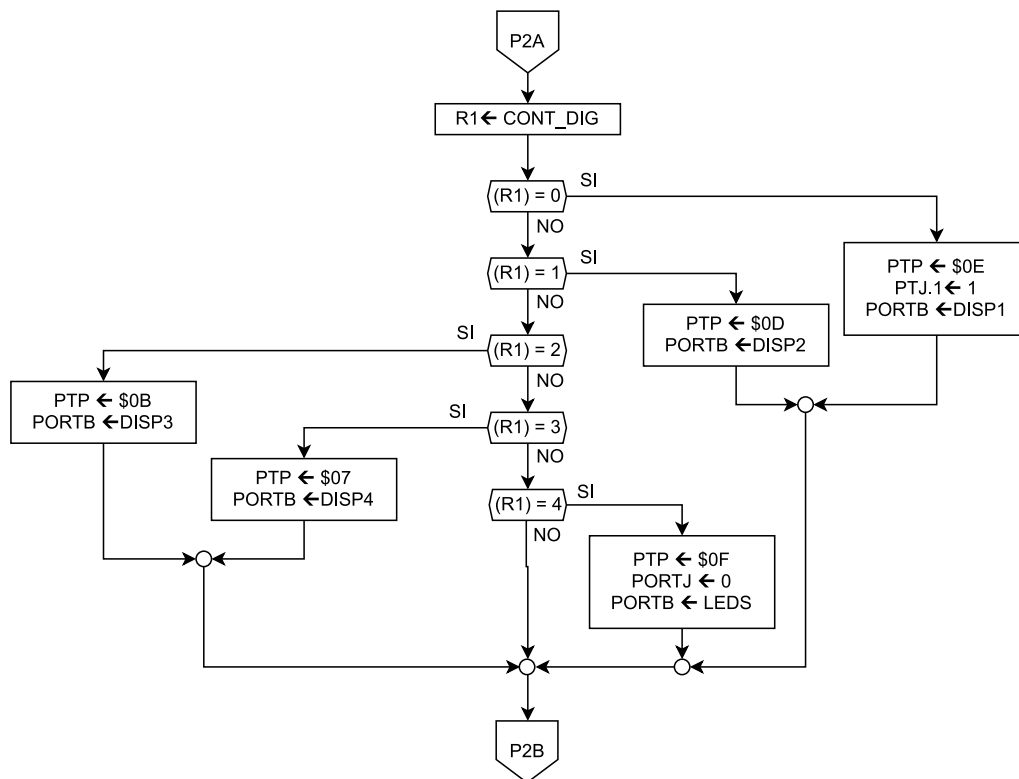 P2A
R1← CONT_DIG
(R1) = 0
SI
NO
PTP ← $0E
PTJ.1← 1
PORTB ←DISP1
(R1) = 1
SI
NO
PTP ← $0D
PORTB ←DISP2
SI
(R1) = 2
NO
PTP ← $0B
PORTB ←DISP3
SI
(R1) = 3
NO
PTP ← $07
PORTB ←DISP4
(R1) = 4
SI
NO
PTP ← $0F
PORTJ ← 0
PORTB ← LEDS
P2B